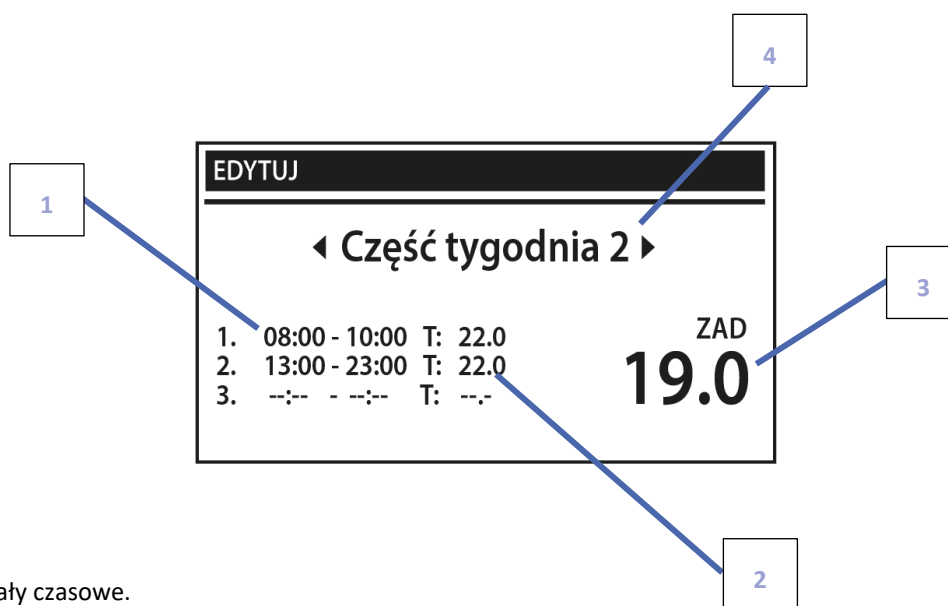 4
EDYTUJ
1
◂ Część tygodnia 2 ▸
3
ZAD
19.0
1. 08:00 - 10:00 T: 22.0
2. 13:00 - 23:00 T: 22.0
3. --:-- - --:-- T: --.-
2
czasowe.